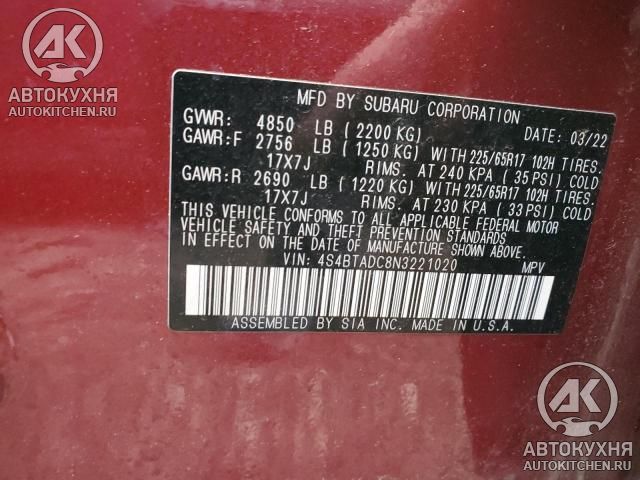 AK
АВТОКУХНЯ
AUTOKITCHEN.RU
MFD BY SUBARU CORPORATION
GVWR: 4850 LB (2200 KG) DATE: 03/22
GAWR:F 2756 LB (1250 KG) WITH 225/65R17 102H TIRES.
17X7J RIMS. AT 240 KPA (35 PSI) COLD
GAWR:R 2690 LB (1220 KG) WITH 225/65R17 102H TIRES.
17X7J RIMS. AT 230 KPA (33 PSI) COLD
THIS VEHICLE CONFORMS TO ALL APPLICABLE FEDERAL MOTOR
VEHICLE SAFETY AND THEFT PREVENTION STANDARDS
IN EFFECT ON THE DATE OF MANUFACTURE SHOWN ABOVE.
VIN: 4S4BTADC8N3221020 MPV
ASSEMBLED BY SIA INC. MADE IN U.S.A.
AK
АВТОКУХНЯ
AUTOKITCHEN.RU